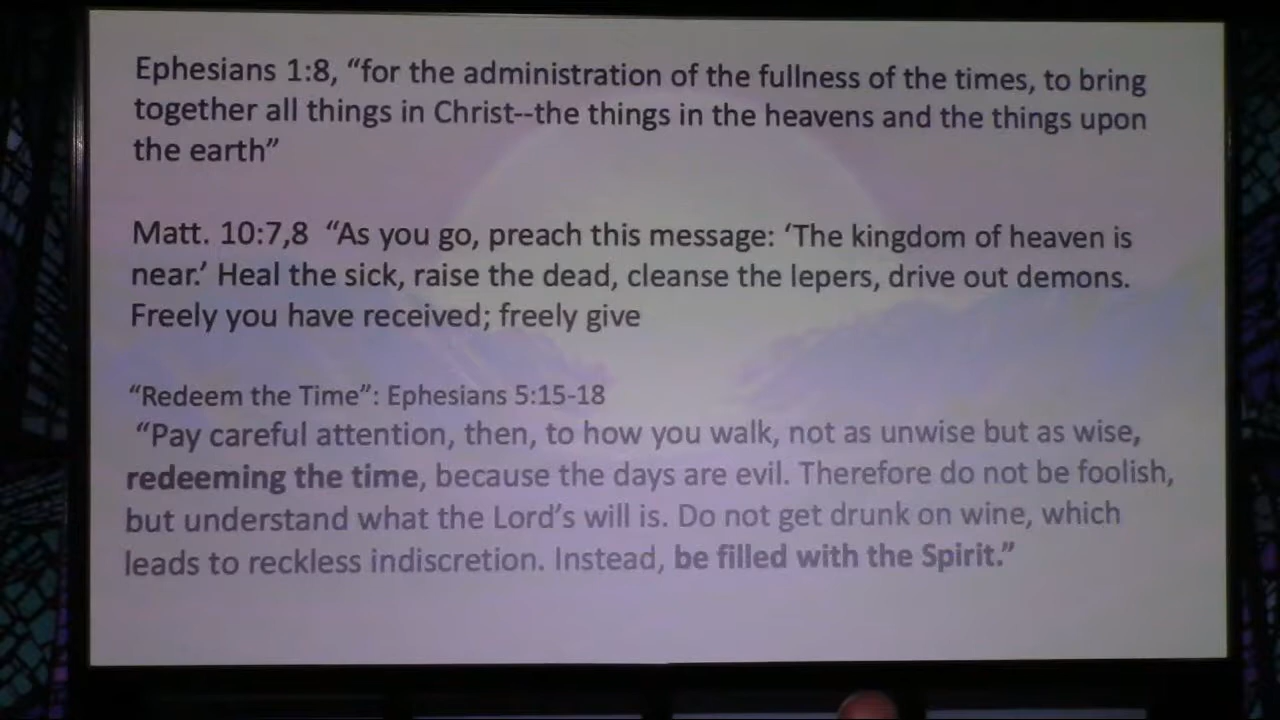 Ephesians 1:8, “for the administration of the fullness of the times, to bring
together all things in Christ--the things in the heavens and the things upon
the earth”
Matt. 10:7,8 “As you go, preach this message: ‘The kingdom of heaven is
near.’ Heal the sick, raise the dead, cleanse the lepers, drive out demons.
Freely you have received; freely give
“Redeem the Time”: Ephesians 5:15-18
“Pay careful attention, then, to how you walk, not as unwise but as wise,
redeeming the time, because the days are evil. Therefore do not be foolish,
but understand what the Lord’s will is. Do not get drunk on wine, which
leads to reckless indiscretion. Instead, be filled with the Spirit.”